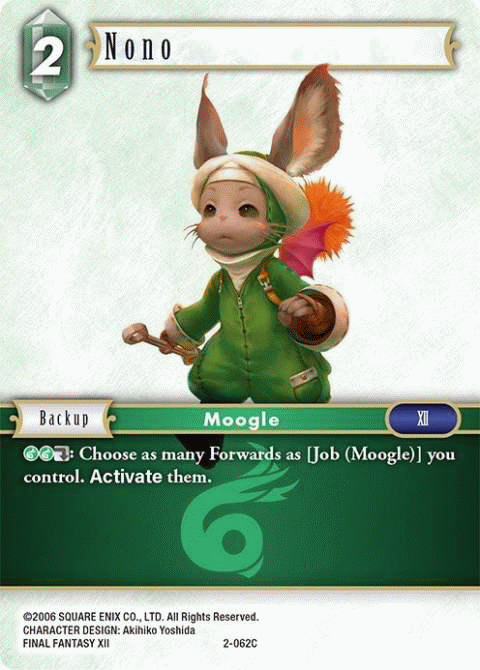 2
Nono
Backup
Moogle
XII
: Choose as many Forwards as [Job (Moogle)] you
control. Activate them.
©2006 SQUARE ENIX CO., LTD. All Rights Reserved.
CHARACTER DESIGN: Akihiko Yoshida
FINAL FANTASY XII
2-062C